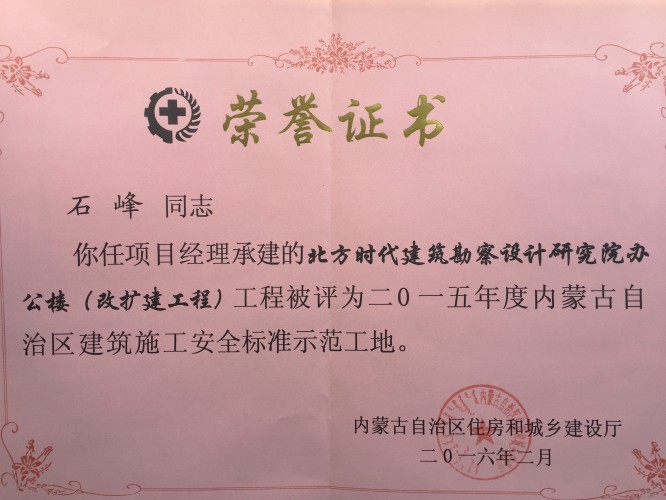 荣誉证书
石峰 同志
你任项目经理承建的北方时代建筑勘察设计研究院办
公楼（改扩建工程）工程被评为二0一五年度内蒙古自
治区建筑施工安全标准示范工地。
内蒙古自治区住房和城乡建设厅
二0一六年二月